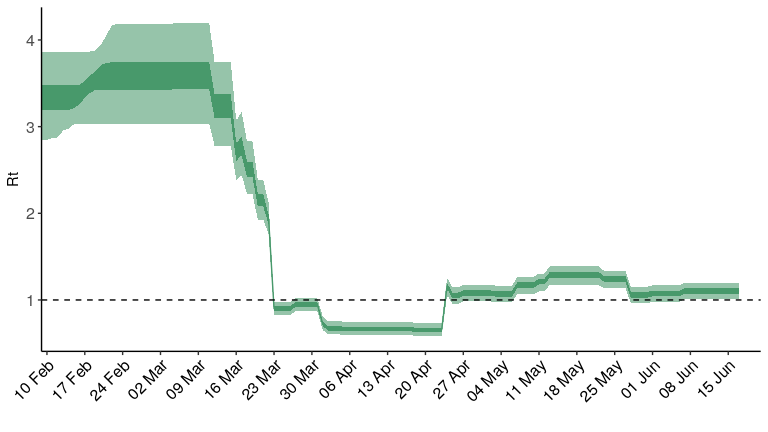 4
3
2
1
Rt
10 Feb
17 Feb
24 Feb
02 Mar
09 Mar
16 Mar
23 Mar
30 Mar
06 Apr
13 Apr
20 Apr
27 Apr
04 May
11 May
18 May
25 May
01 Jun
08 Jun
15 Jun